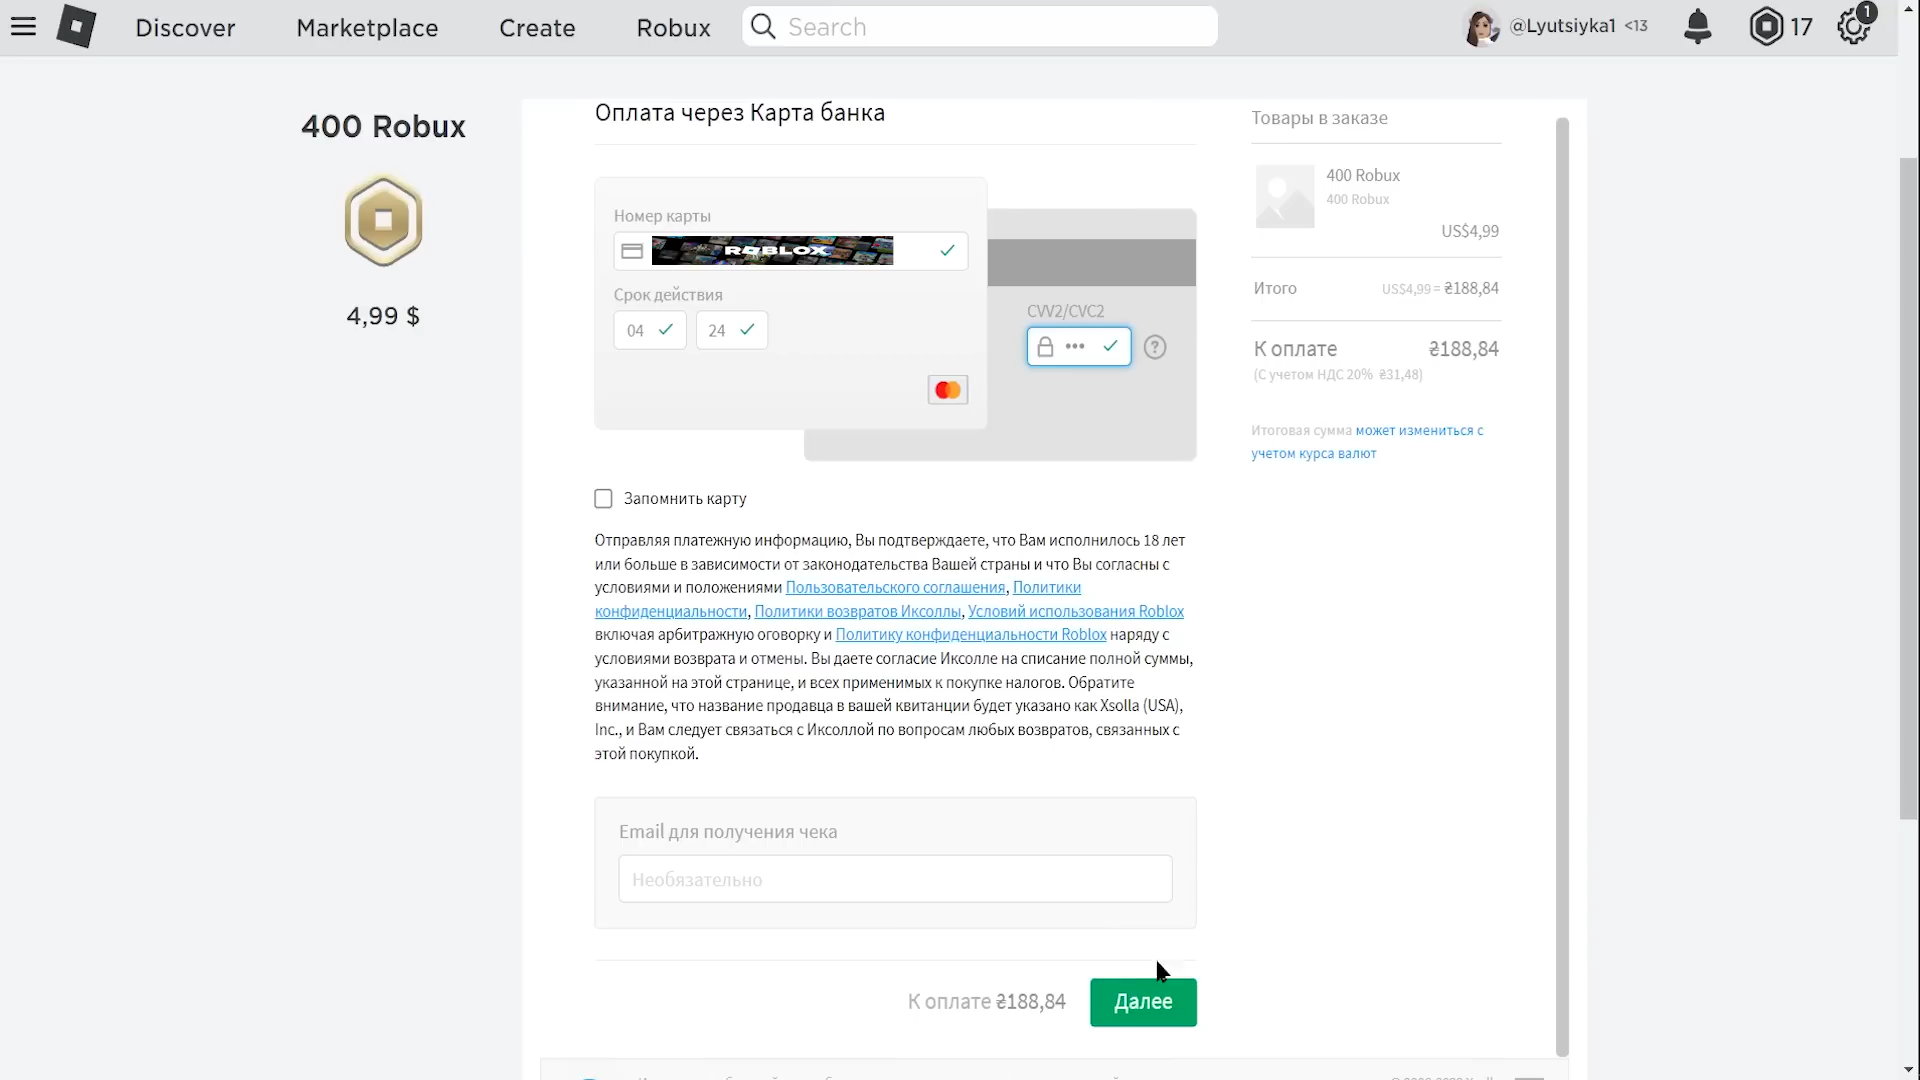 Discover
Marketplace
Create
Robux
Search
@Lyutsiyka1 <13
17
1
400 Robux
4,99 $
Оплата через Карта банка
Номер карты
ROBLOX
Срок действия
04
24
CVV2/CVC2
•••
?
Запомнить карту
Отправляя платежную информацию, Вы подтверждаете, что Вам исполнилось 18 лет
или больше в зависимости от законодательства Вашей страны и что Вы согласны с
условиями и положениями Пользовательского соглашения, Политики
конфиденциальности, Политики возвратов Иксоллы, Условий использования Roblox
включая арбитражную оговорку и Политику конфиденциальности Roblox наряду с
условиями возврата и отмены. Вы даете согласие Иксолле на списание полной суммы,
указанной на этой странице, и всех применимых к покупке налогов. Обратите
внимание, что название продавца в вашей квитанции будет указано как Xsolla (USA),
Inc., и Вам следует связаться с Иксоллой по вопросам любых возвратов, связанных с
этой покупкой.
Email для получения чека
Необязательно
К оплате ₴188,84
Далее
Товары в заказе
400 Robux
400 Robux
US$4,99
Итого
US$4,99 = ₴188,84
К оплате
₴188,84
(С учетом НДС 20% ₴31,48)
Итоговая сумма может измениться с
учетом курса валют